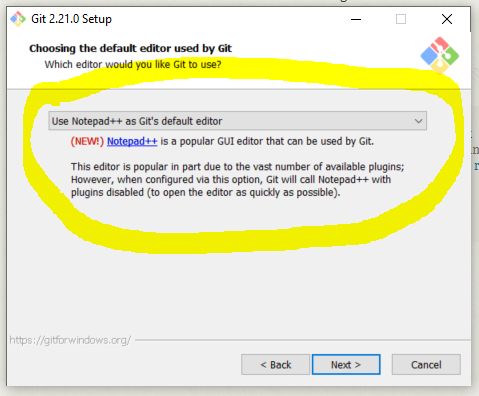 Git 2.21.0 Setup
Choosing the default editor used by Git
Which editor would you like Git to use?
Use Notepad++ as Git's default editor
(NEW!) Notepad++ is a popular GUI editor that can be used by Git.
This editor is popular in part due to the vast number of available plugins;
However, when configured via this option, Git will call Notepad++ with
plugins disabled (to open the editor as quickly as possible).
https://gitforwindows.org/
< Back
Next >
Cancel